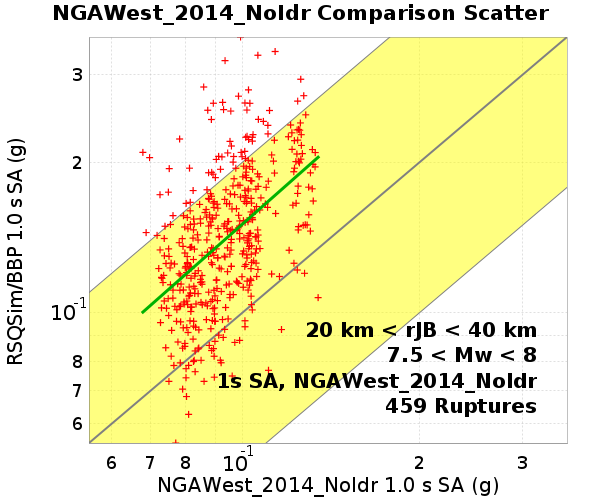 NGAWest_2014_NoIdr Comparison Scatter
RSQSim/BBP 1.0 s SA (g)
3
2
10-1
8
7
6
20 km < rJB < 40 km
7.5 < Mw < 8
1s SA, NGAWest_2014_NoIdr
459 Ruptures
6 7 8 10-1 2 3
NGAWest_2014_NoIdr 1.0 s SA (g)